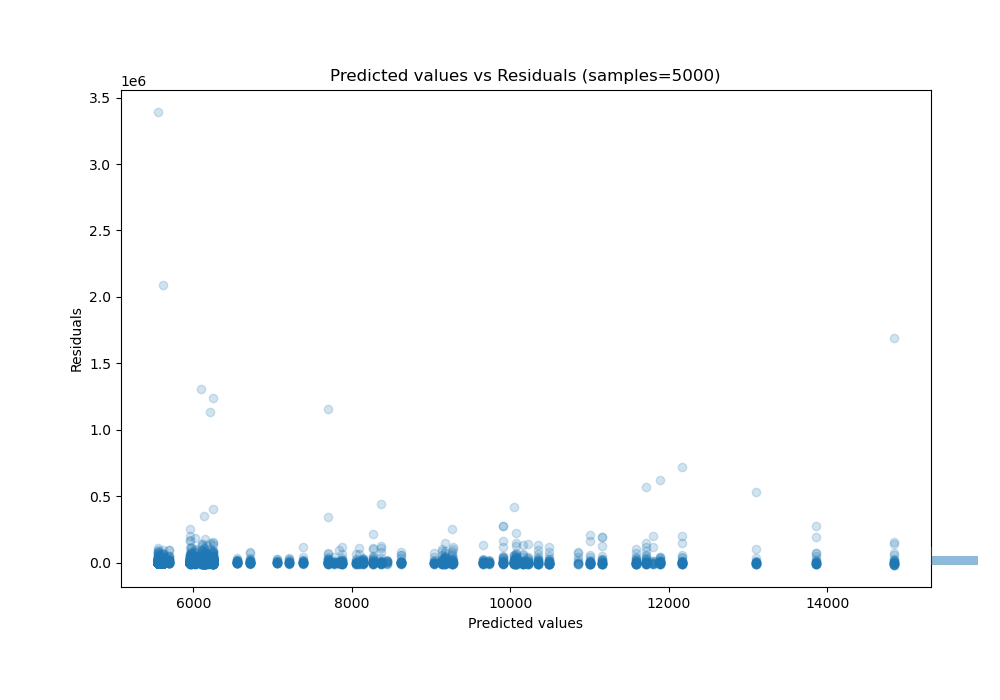 Predicted values vs Residuals (samples=5000)
1e6
3.5
3.0
2.5
2.0
1.5
1.0
0.5
0.0
Residuals
6000 8000 10000 12000 14000
Predicted values